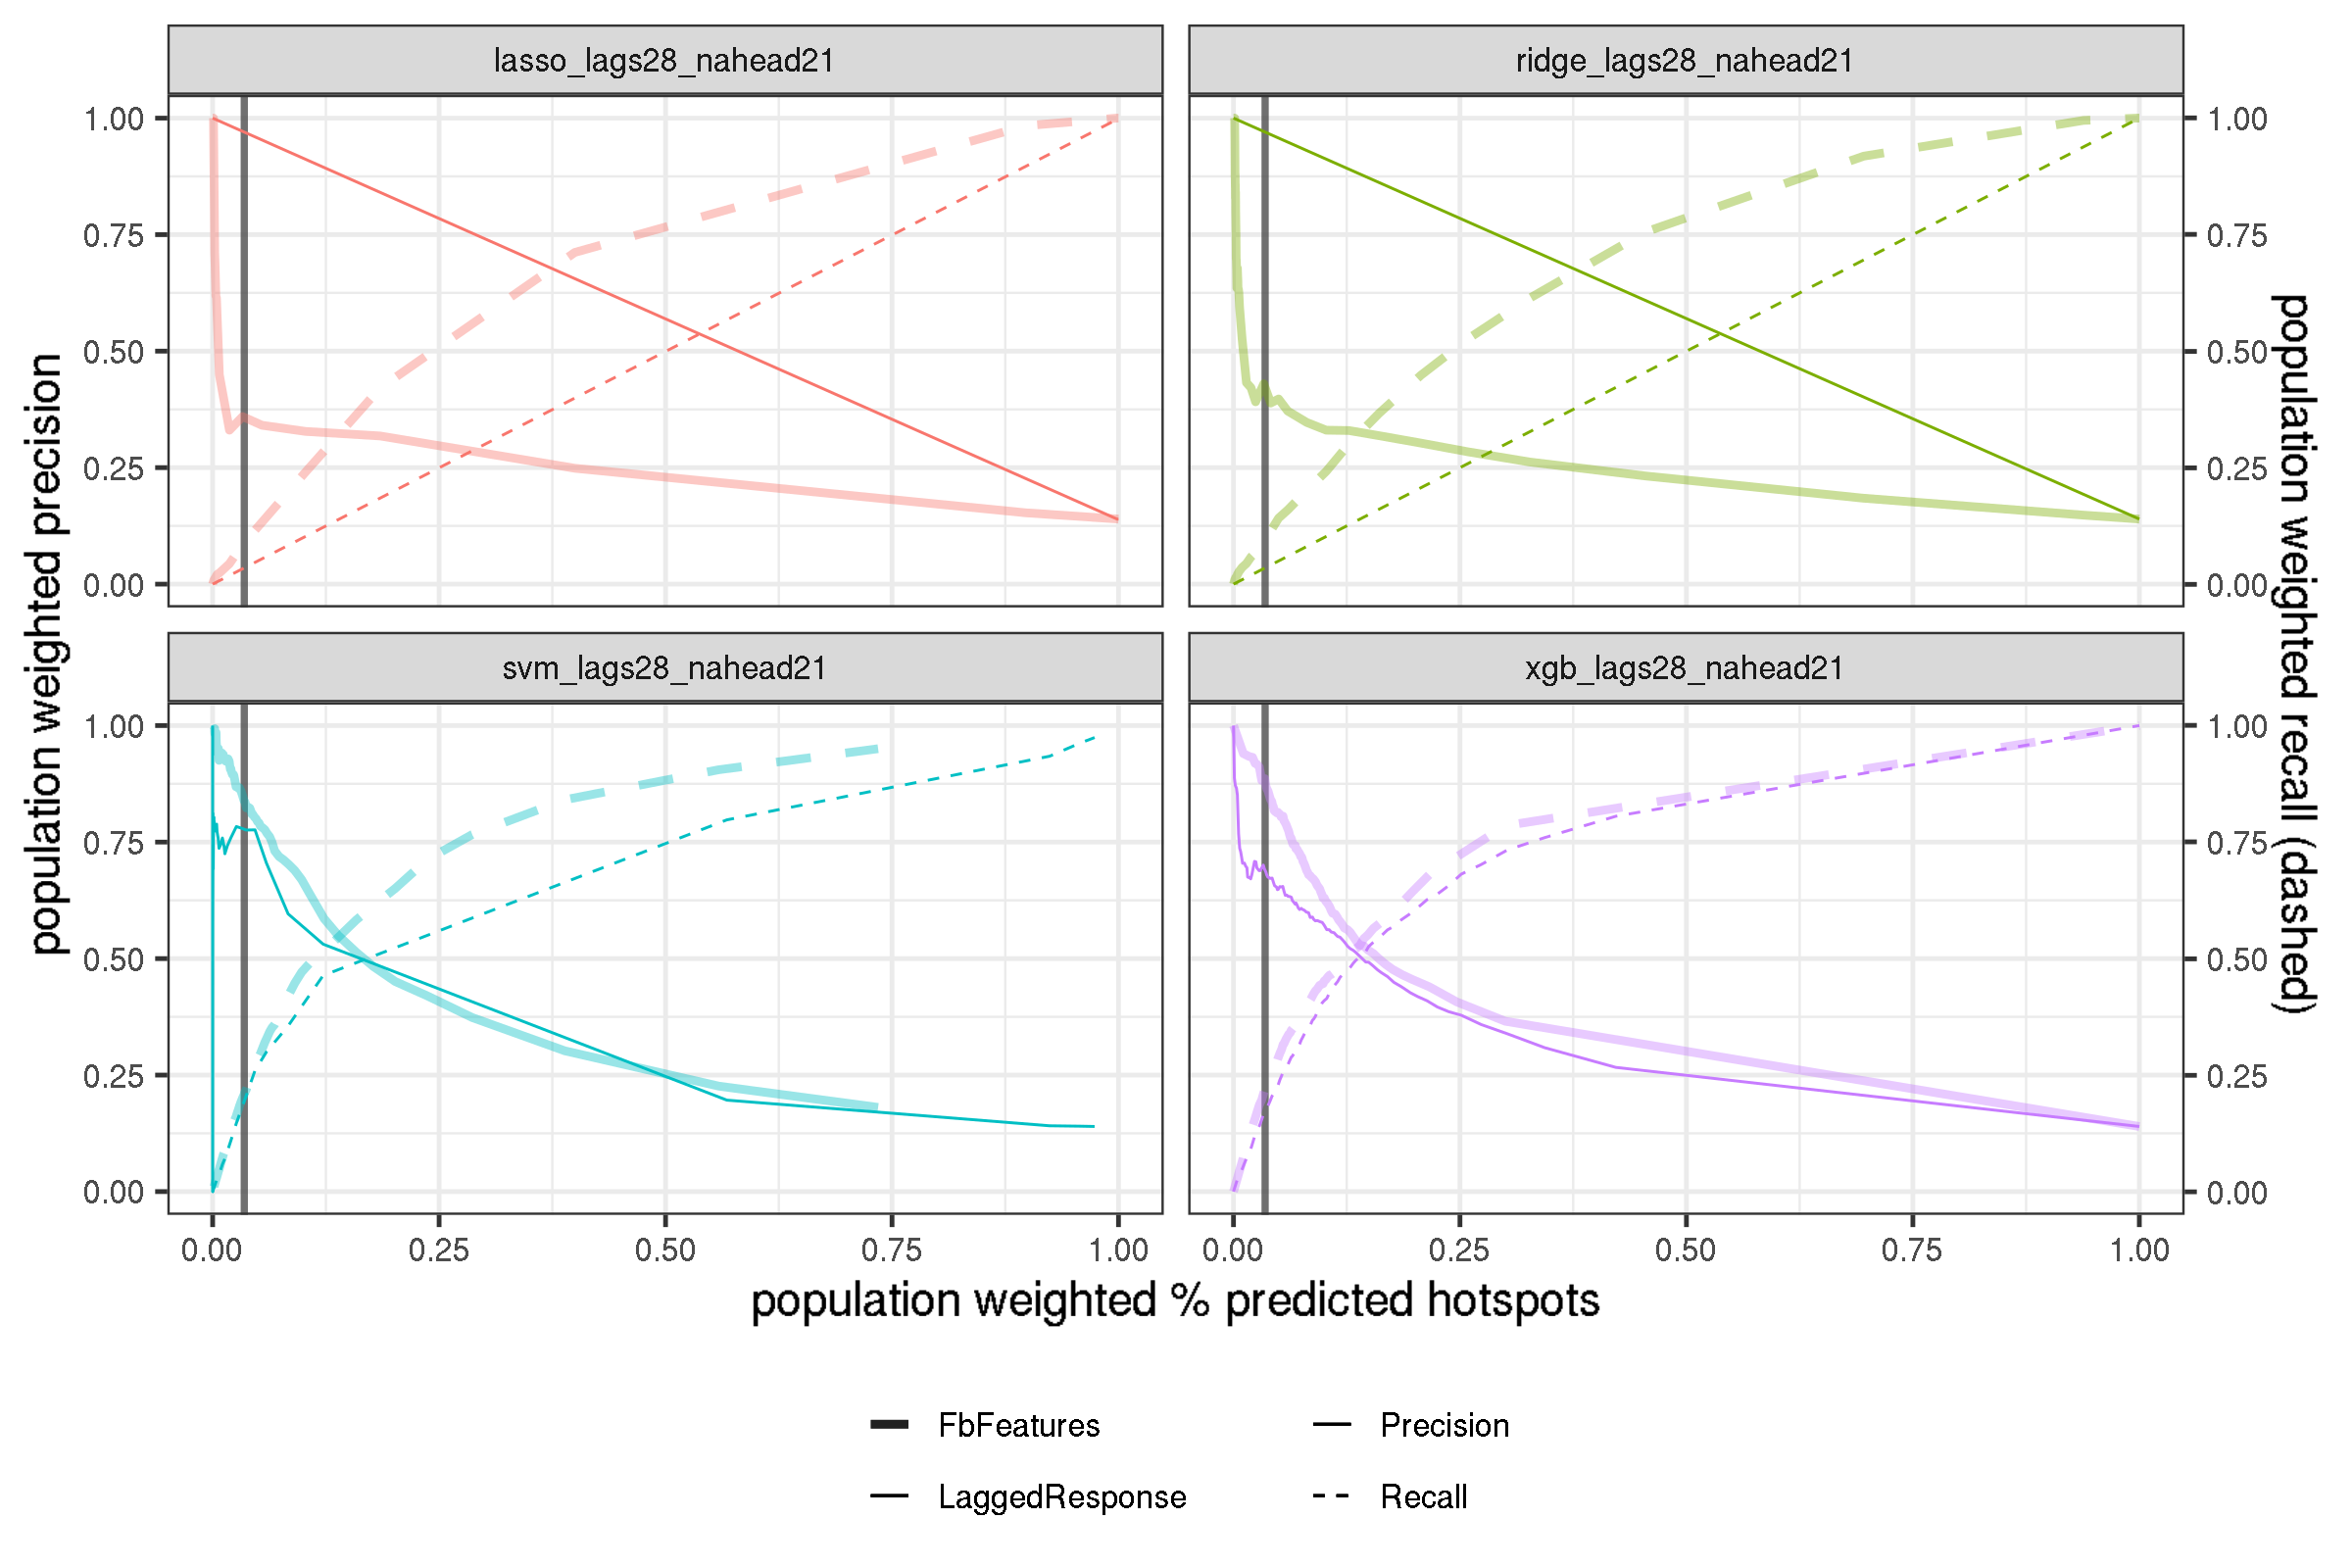 lasso_lags28_nahead21
ridge_lags28_nahead21
1.00
0.75
0.50
0.25
0.00
1.00
0.75
0.50
0.25
0.00
svm_lags28_nahead21
xgb_lags28_nahead21
1.00
0.75
0.50
0.25
0.00
1.00
0.75
0.50
0.25
0.00
0.00 0.25 0.50 0.75 1.00
0.00 0.25 0.50 0.75 1.00
population weighted precision
population weighted recall (dashed)
population weighted % predicted hotspots
FbFeatures
Precision
LaggedResponse
Recall